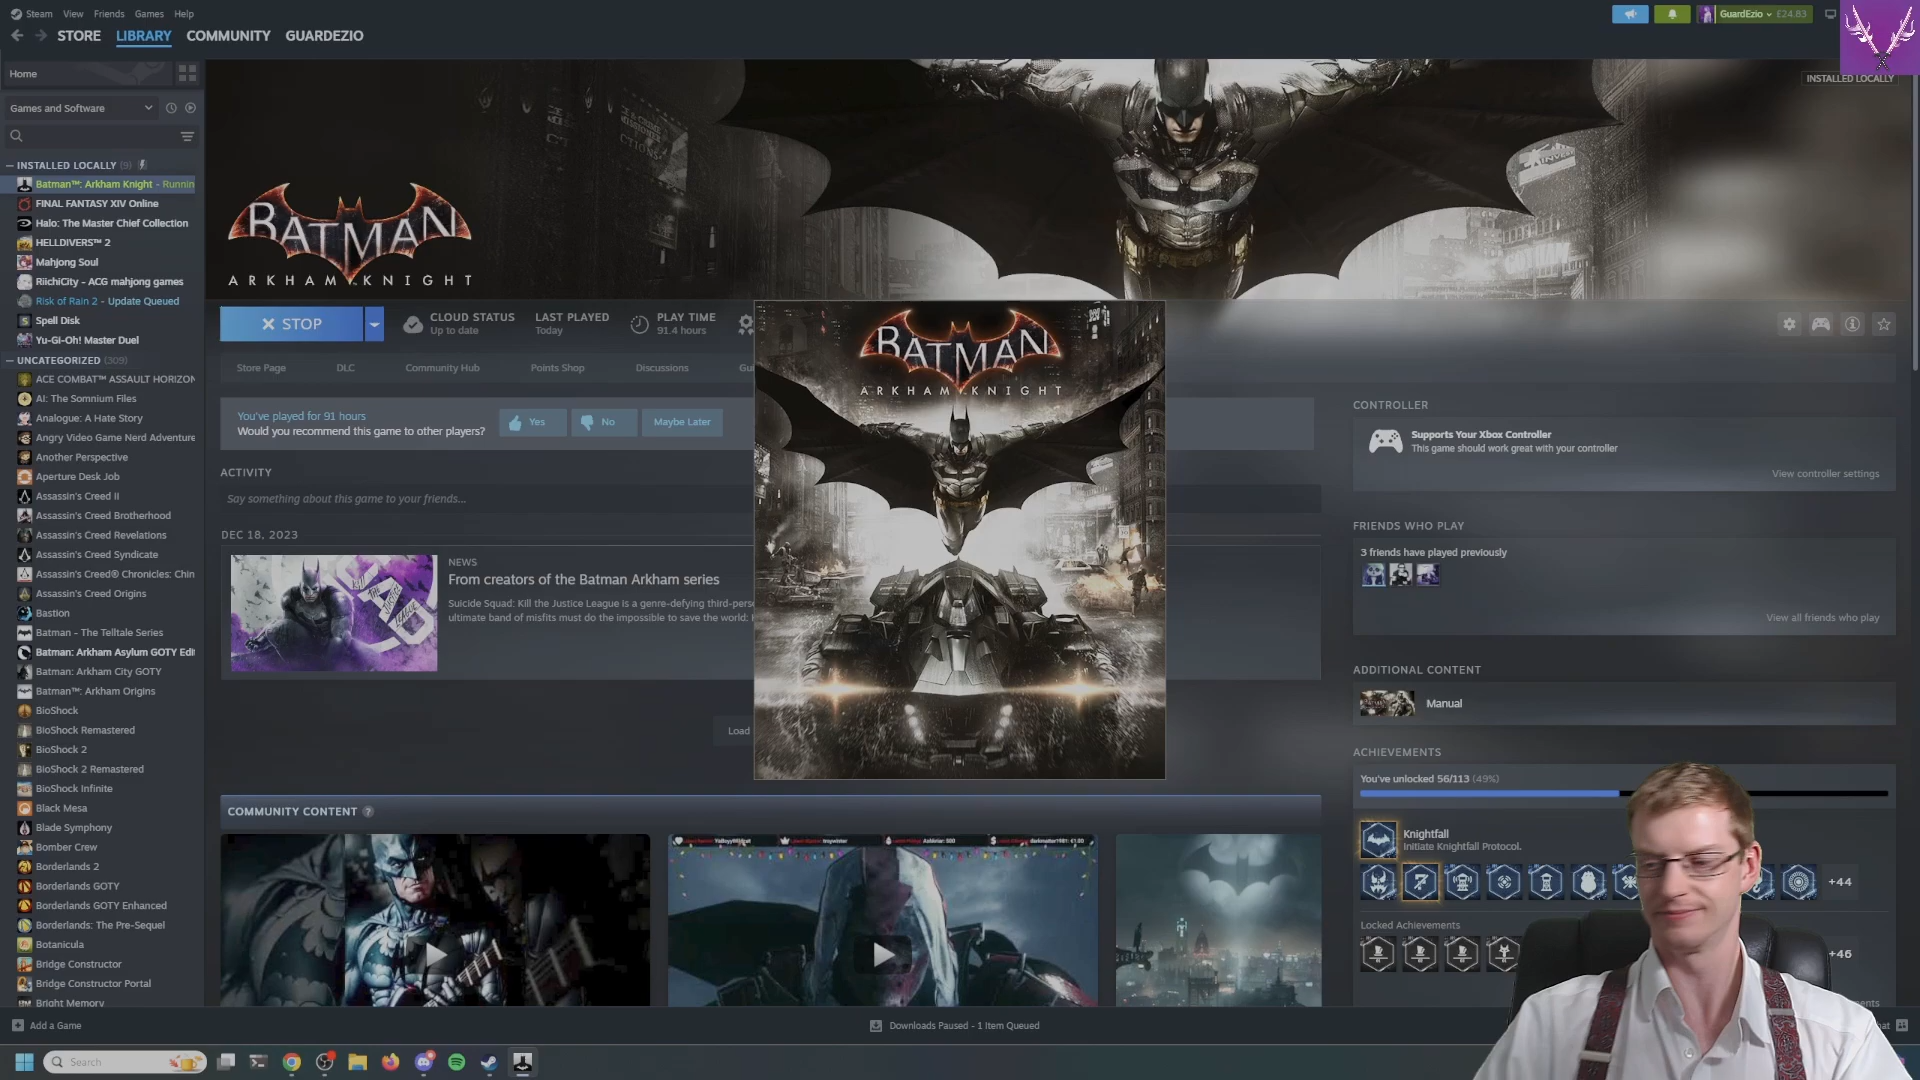 Steam View Friends Games Help
GuardEzio £24.83
STORE LIBRARY COMMUNITY GUARDEZIO
Home
INSTALLED LOCALLY
Games and Software
INSTALLED LOCALLY (9)
Batman™: Arkham Knight - Runnin
FINAL FANTASY XIV Online
Halo: The Master Chief Collection
HELLDIVERS™ 2
Mahjong Soul
RiichiCity - ACG mahjong games
Risk of Rain 2 - Update Queued
Spell Disk
Yu-Gi-Oh! Master Duel
UNCATEGORIZED (309)
ACE COMBAT™ ASSAULT HORIZON
AI: The Somnium Files
Analogue: A Hate Story
Angry Video Game Nerd Adventure
Another Perspective
Aperture Desk Job
Assassin's Creed II
Assassin's Creed Brotherhood
Assassin's Creed Revelations
Assassin's Creed Syndicate
Assassin's Creed® Chronicles: Chin
Assassin's Creed Origins
Bastion
Batman - The Telltale Series
Batman: Arkham Asylum GOTY Edit
Batman: Arkham City GOTY
Batman™: Arkham Origins
BioShock
BioShock Remastered
BioShock 2
BioShock 2 Remastered
BioShock Infinite
Black Mesa
Blade Symphony
Bomber Crew
Borderlands 2
Borderlands GOTY
Borderlands GOTY Enhanced
Borderlands: The Pre-Sequel
Botanicula
Bridge Constructor
Bridge Constructor Portal
Bright Memory
BATMAN
ARKHAM KNIGHT
STOP
CLOUD STATUS
Up to date
LAST PLAYED
Today
PLAY TIME
91.4 hours
Store Page DLC Community Hub Points Shop Discussions Gui
You've played for 91 hours
Would you recommend this game to other players?
Yes No Maybe Later
ACTIVITY
Say something about this game to your friends...
DEC 18, 2023
NEWS
From creators of the Batman Arkham series
Suicide Squad: Kill the Justice League is a genre-defying third-perso
ultimate band of misfits must do the impossible to save the world:
Load
BATMAN
ARKHAM KNIGHT
COMMUNITY CONTENT ?
CONTROLLER
Supports Your Xbox Controller
This game should work great with your controller
View controller settings
FRIENDS WHO PLAY
3 friends have played previously
View all friends who play
ADDITIONAL CONTENT
Manual
ACHIEVEMENTS
You've unlocked 56/113 (49%)
Knightfall
Initiate Knightfall Protocol.
+44
Locked Achievements
+46
Add a Game
Downloads Paused - 1 Item Queued
Search